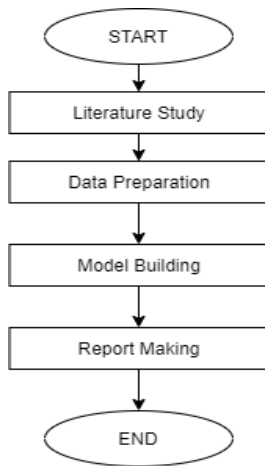 START
Literature Study
Data Preparation
Model Building
Report Making
END